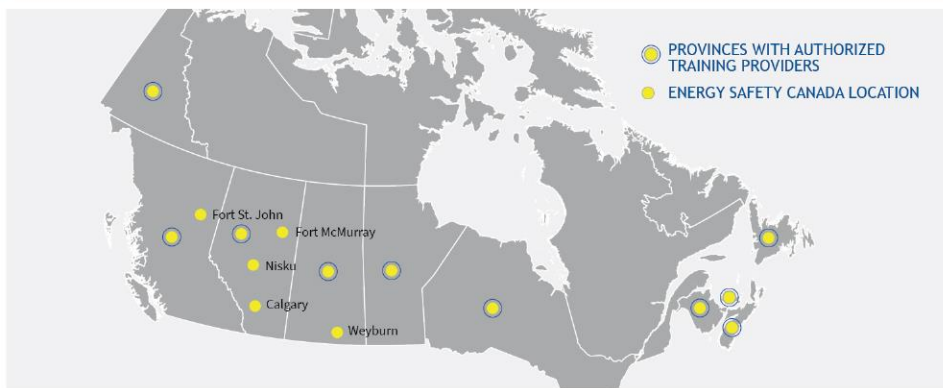 PROVINCES WITH AUTHORIZED
TRAINING PROVIDERS
ENERGY SAFETY CANADA LOCATION
Fort St. John
Fort McMurray
Nisku
Calgary
Weyburn